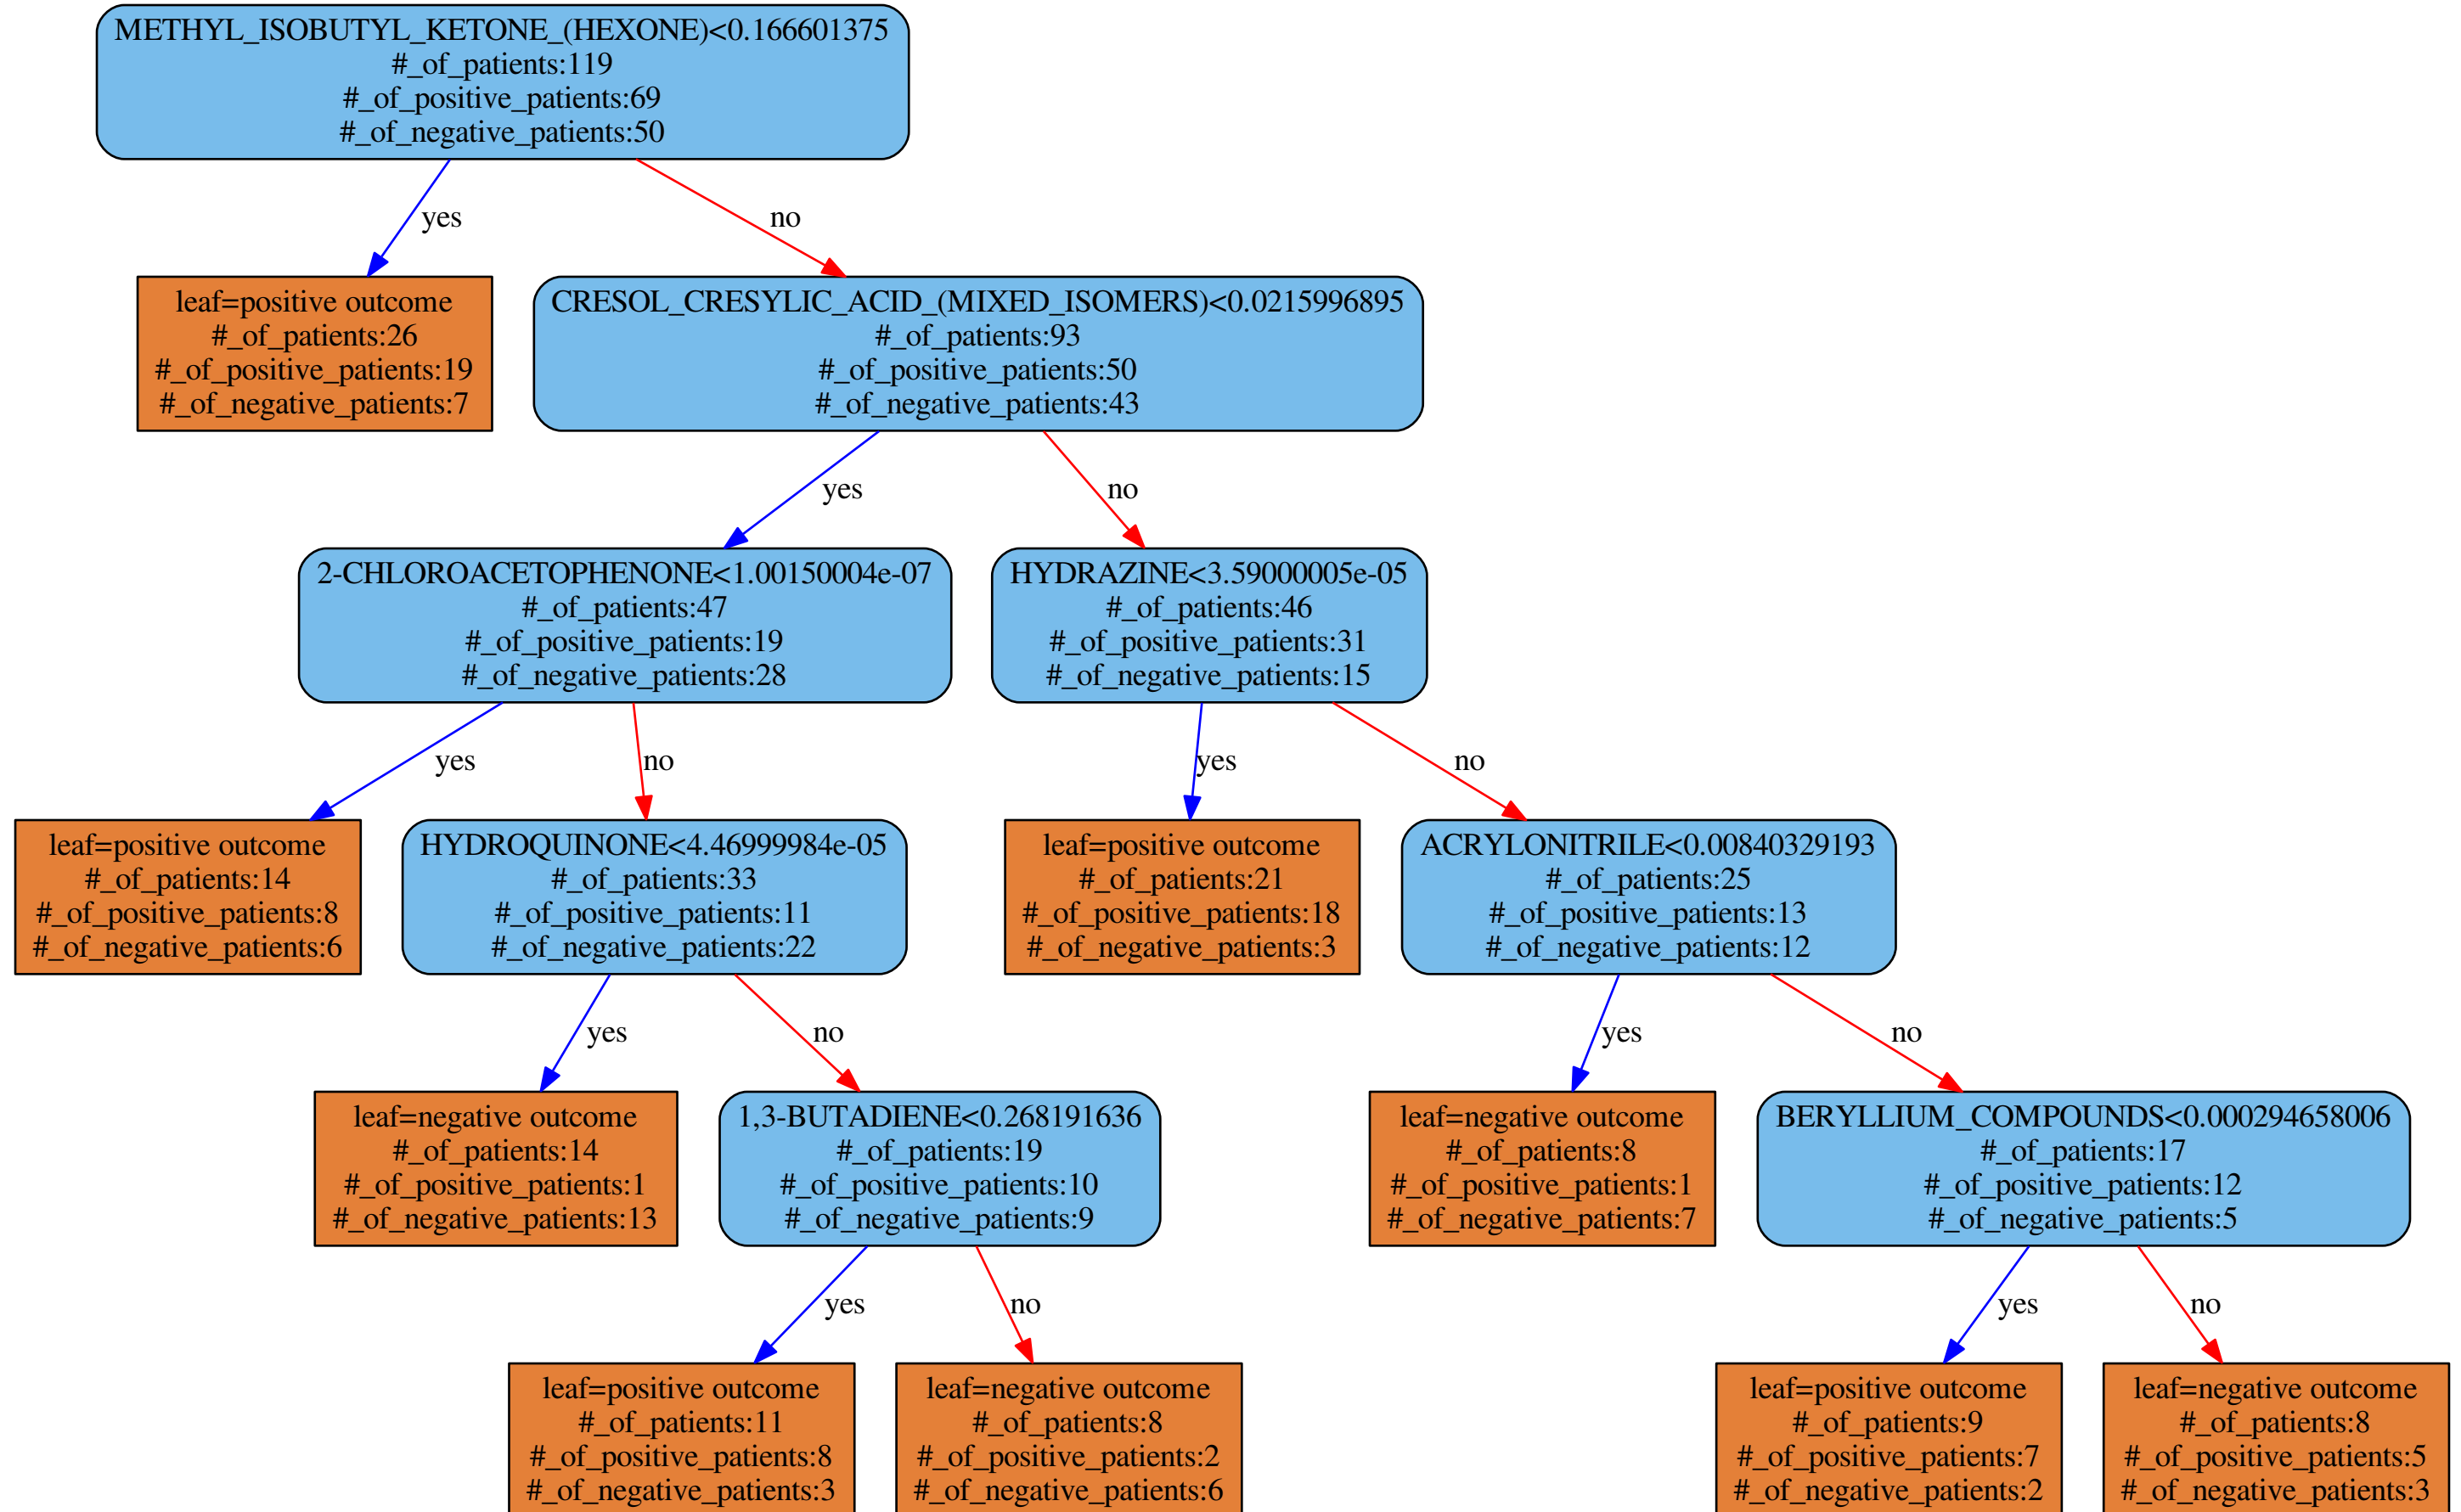 METHYL_ISOBUTYL_KETONE_(HEXONE)<0.166601375
#_of_patients:119
#_of_positive_patients:69
#_of_negative_patients:50
yes
no
leaf=positive outcome
#_of_patients:26
#_of_positive_patients:19
#_of_negative_patients:7
CRESOL_CRESYLIC_ACID_(MIXED_ISOMERS)<0.0215996895
#_of_patients:93
#_of_positive_patients:50
#_of_negative_patients:43
yes
no
2-CHLOROACETOPHENONE<1.00150004e-07
#_of_patients:47
#_of_positive_patients:19
#_of_negative_patients:28
HYDRAZINE<3.59000005e-05
#_of_patients:46
#_of_positive_patients:31
#_of_negative_patients:15
yes
no
yes
no
leaf=positive outcome
#_of_patients:14
#_of_positive_patients:8
#_of_negative_patients:6
HYDROQUINONE<4.46999984e-05
#_of_patients:33
#_of_positive_patients:11
#_of_negative_patients:22
leaf=positive outcome
#_of_patients:21
#_of_positive_patients:18
#_of_negative_patients:3
ACRYLONITRILE<0.00840329193
#_of_patients:25
#_of_positive_patients:13
#_of_negative_patients:12
yes
no
yes
no
leaf=negative outcome
#_of_patients:14
#_of_positive_patients:1
#_of_negative_patients:13
1,3-BUTADIENE<0.268191636
#_of_patients:19
#_of_positive_patients:10
#_of_negative_patients:9
leaf=negative outcome
#_of_patients:8
#_of_positive_patients:1
#_of_negative_patients:7
BERYLLIUM_COMPOUNDS<0.000294658006
#_of_patients:17
#_of_positive_patients:12
#_of_negative_patients:5
yes
no
yes
no
leaf=positive outcome
#_of_patients:11
#_of_positive_patients:8
#_of_negative_patients:3
leaf=negative outcome
#_of_patients:8
#_of_positive_patients:2
#_of_negative_patients:6
leaf=positive outcome
#_of_patients:9
#_of_positive_patients:7
#_of_negative_patients:2
leaf=negative outcome
#_of_patients:8
#_of_positive_patients:5
#_of_negative_patients:3